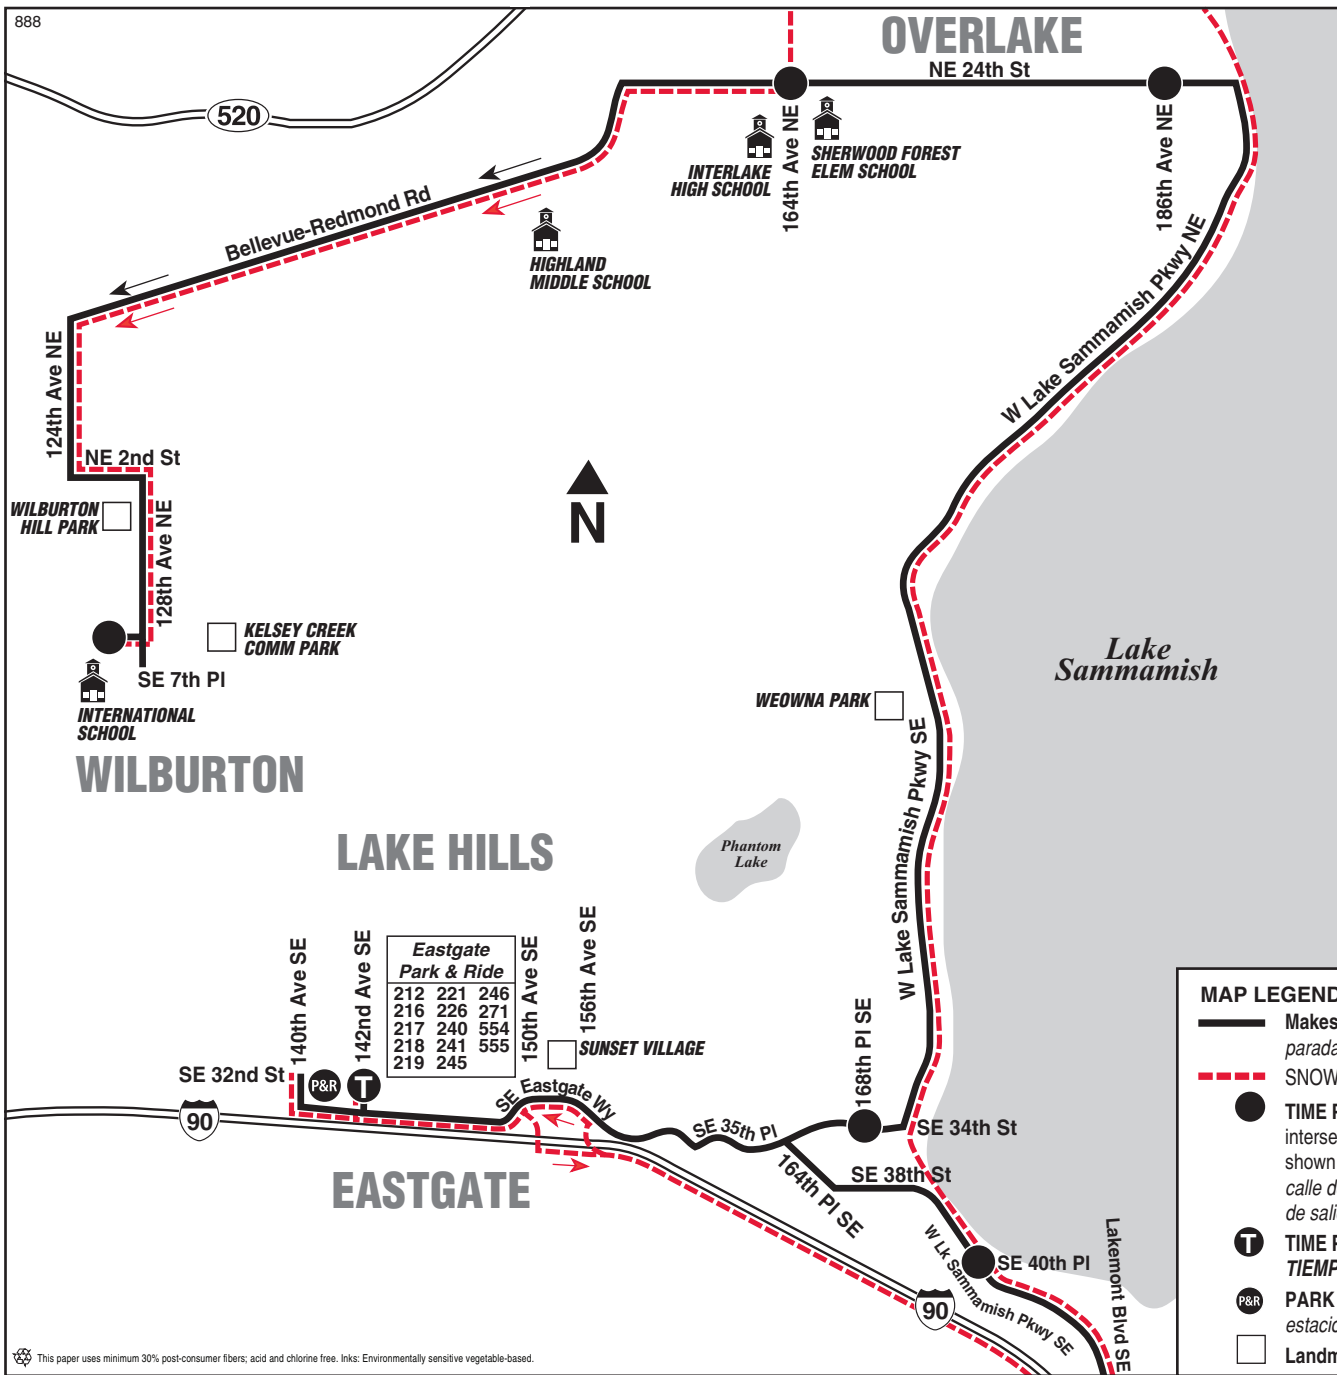 888
OVERLAKE
NE 24th St
520
164th Ave NE
186th Ave NE
INTERLAKE
HIGH SCHOOL
SHERWOOD FOREST
ELEM SCHOOL
Bellevue-Redmond Rd
HIGHLAND
MIDDLE SCHOOL
W Lake Sammamish Pkwy NE
124th Ave NE
NE 2nd St
WILBURTON
HILL PARK
128th Ave NE
N
KELSEY CREEK
COMM PARK
SE 7th Pl
INTERNATIONAL
SCHOOL
WILBURTON
Lake
Sammamish
WEOWNA PARK
W Lake Sammamish Pkwy SE
LAKE HILLS
Phantom
Lake
140th Ave SE
142nd Ave SE
Eastgate
Park & Ride
212 221 246
216 226 271
217 240 554
218 241 555
219 245
150th Ave SE
156th Ave SE
SUNSET VILLAGE
SE 32nd St
P&R
T
SE Eastgate Wy
90
SE 35th Pl
168th Pl SE
SE 34th St
164th Pl SE
SE 38th St
EASTGATE
W Lk Sammamish Pkwy SE
SE 40th Pl
Lakemont Blvd SE
90
MAP LEGEND
Makes
parada
SNOW
TIME P
interse
shown
calle d
de sali
T
TIME P
TIEMP
P&R
PARK
estacio
Landm
This paper uses minimum 30% post-consumer fibers; acid and chlorine free. Inks: Environmentally sensitive vegetable-based.